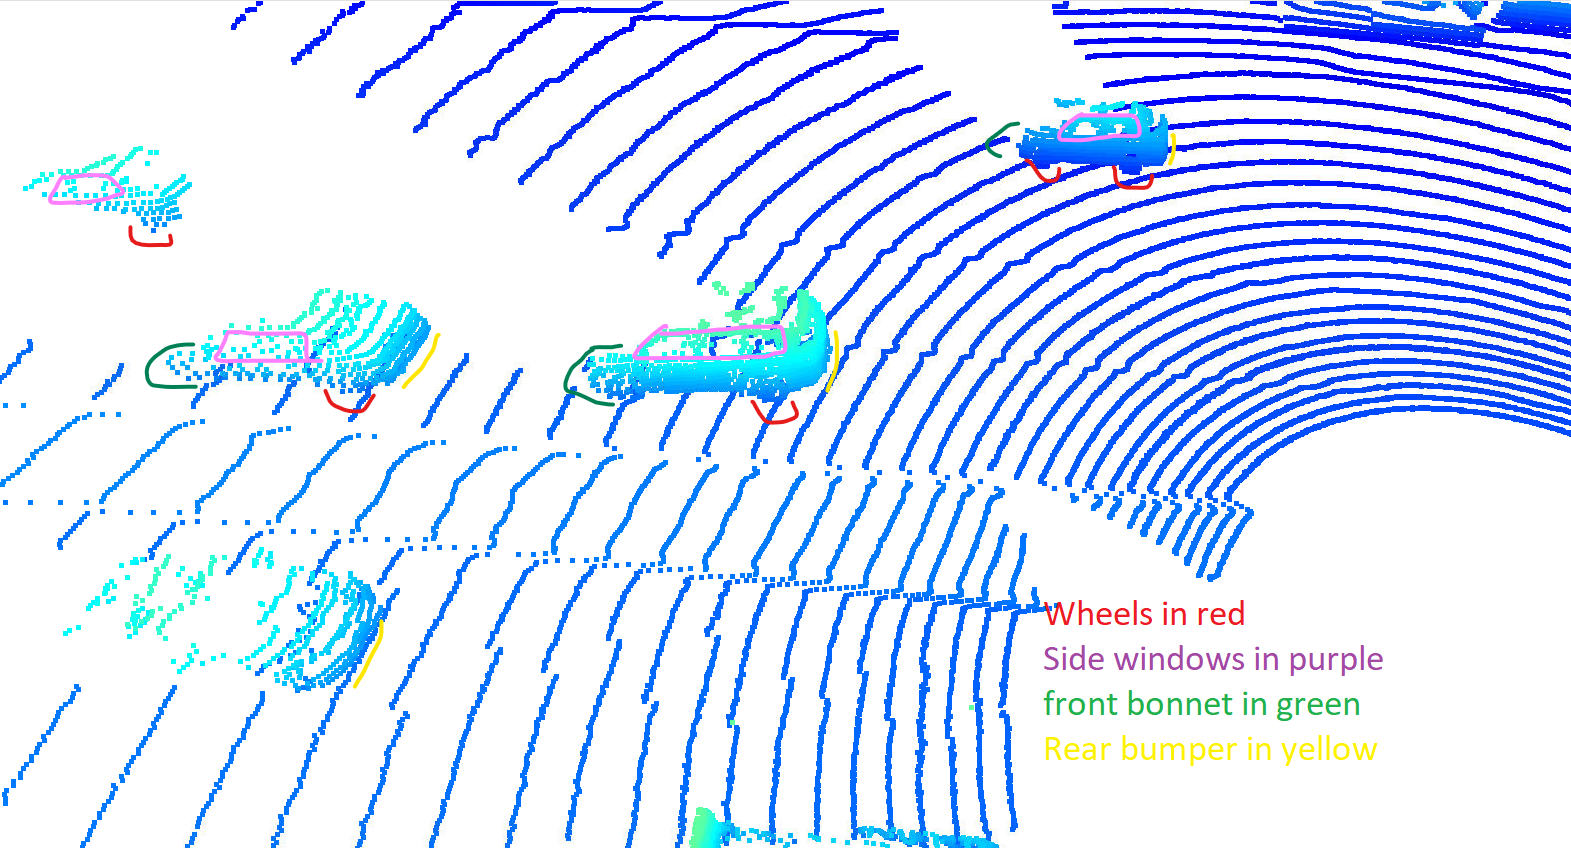 Wheels in red
Side windows in purple
front bonnet in green
Rear bumper in yellow